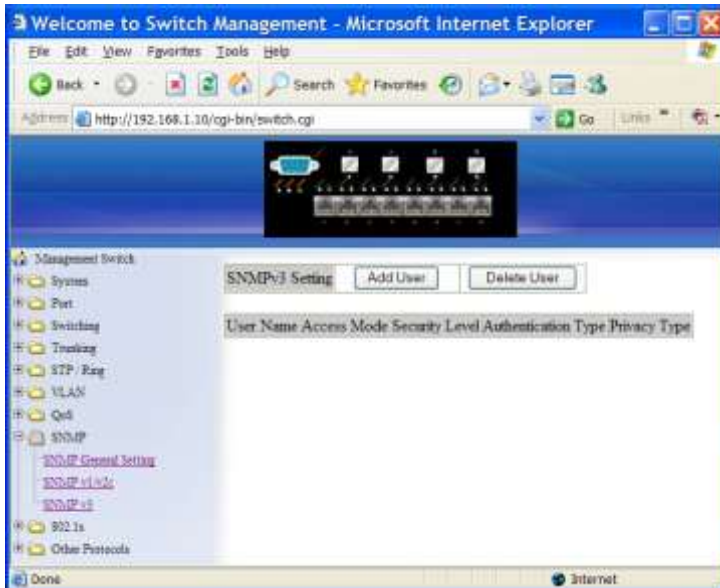 Welcome to Switch Management - Microsoft Internet Explorer
File Edit View Favorites Tools Help
Back Search Favorites
Address http://192.168.1.10/cgi-bin/switch.cgi Go Links
Management Switch
System
Port
Switching
Trunking
STP / Ring
VLAN
QoS
SNMP
SNMP General Setting
SNMP v1/v2c
SNMP v3
802.1x
Other Protocols
SNMPv3 Setting Add User Delete User
User Name Access Mode Security Level Authentication Type Privacy Type
Done Internet